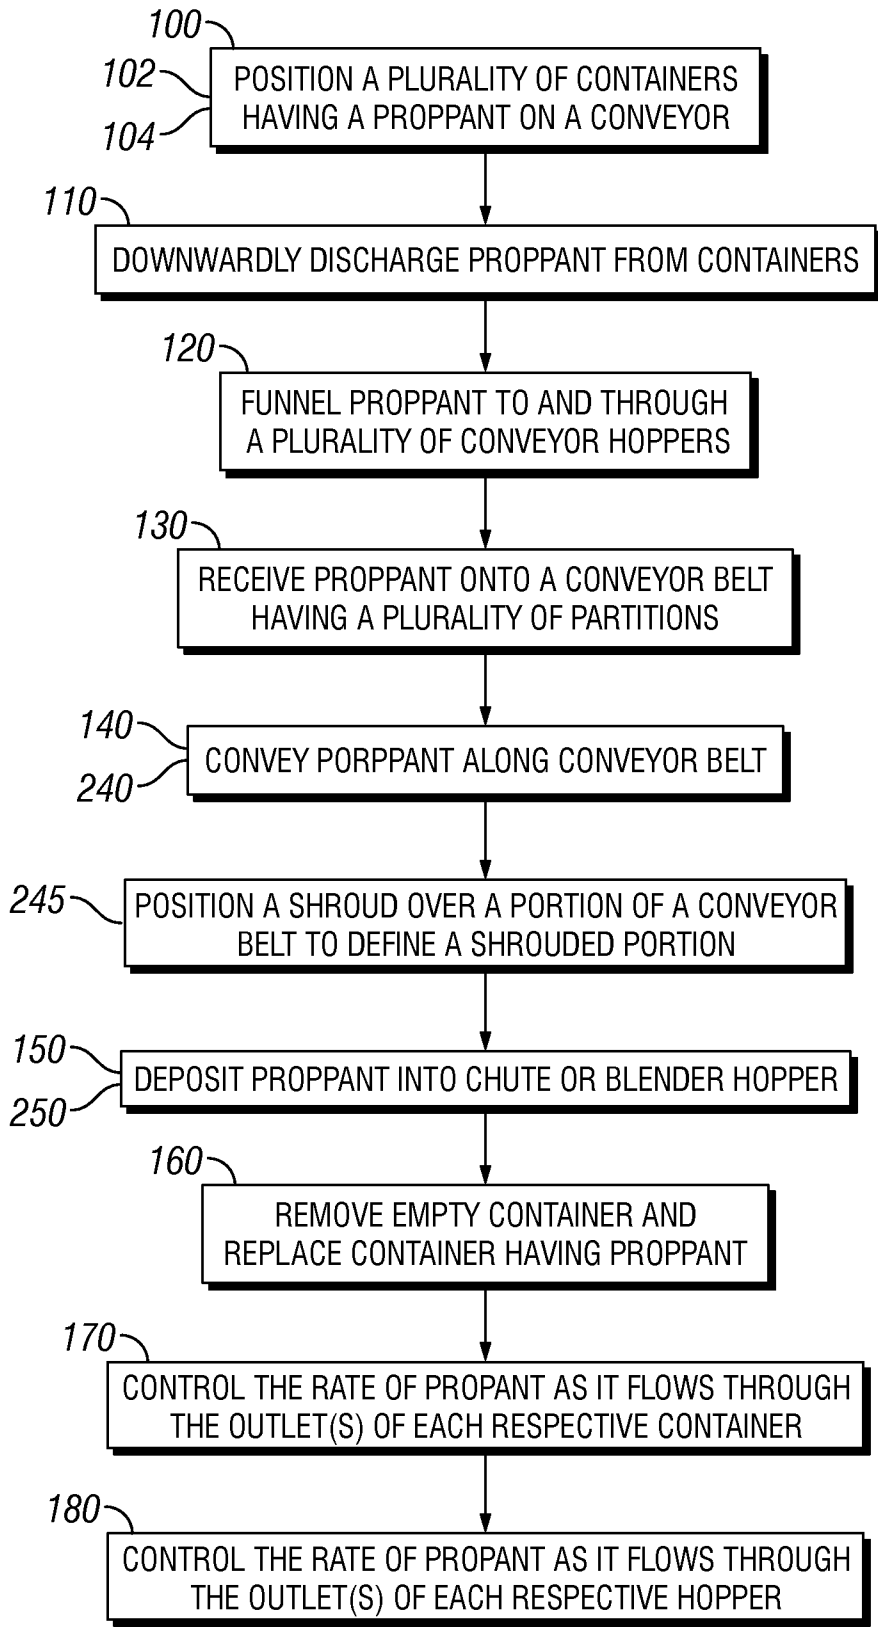 100
102
104
POSITION A PLURALITY OF CONTAINERS
HAVING A PROPPANT ON A CONVEYOR
110
DOWNWARDLY DISCHARGE PROPPANT FROM CONTAINERS
120
FUNNEL PROPPANT TO AND THROUGH
A PLURALITY OF CONVEYOR HOPPERS
130
RECEIVE PROPPANT ONTO A CONVEYOR BELT
HAVING A PLURALITY OF PARTITIONS
140
240
CONVEY PORPPANT ALONG CONVEYOR BELT
245
POSITION A SHROUD OVER A PORTION OF A CONVEYOR
BELT TO DEFINE A SHROUDED PORTION
150
250
DEPOSIT PROPPANT INTO CHUTE OR BLENDER HOPPER
160
REMOVE EMPTY CONTAINER AND
REPLACE CONTAINER HAVING PROPPANT
170
CONTROL THE RATE OF PROPANT AS IT FLOWS THROUGH
THE OUTLET(S) OF EACH RESPECTIVE CONTAINER
180
CONTROL THE RATE OF PROPANT AS IT FLOWS THROUGH
THE OUTLET(S) OF EACH RESPECTIVE HOPPER